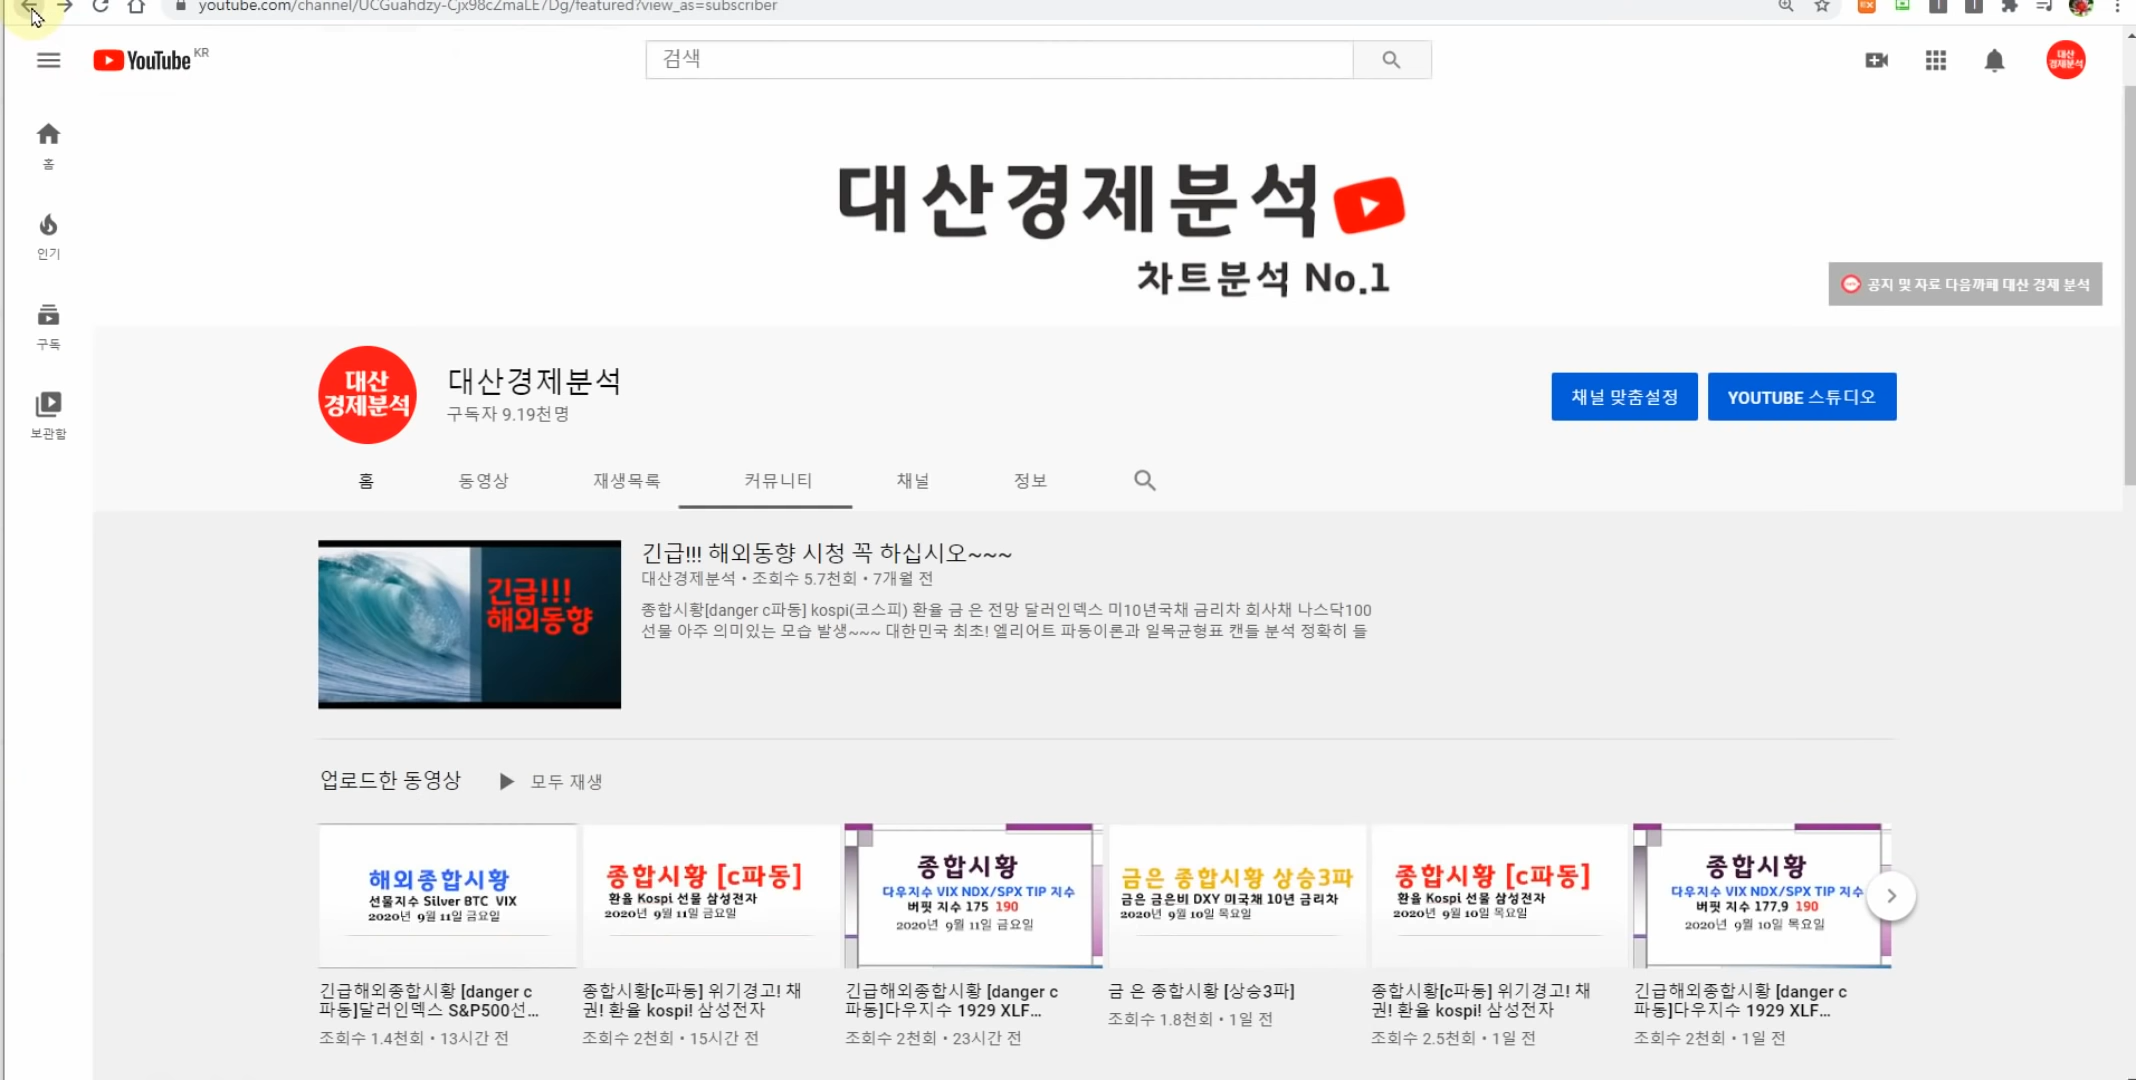 youtube.com/channel/UCGuahdzy-Cjx98cZmaLE7Dg/featured?view_as=subscriber
YouTube KR
검색
대산
경제분석
홈
인기
구독
보관함
대산경제분석
차트분석 No.1
공지 및 자료 다음까페 대산 경제 분석
대산
경제분석
대산경제분석
구독자 9.19천명
채널 맞춤설정
YOUTUBE 스튜디오
홈 동영상 재생목록 커뮤니티 채널 정보
긴급!!!
해외동향
긴급!!! 해외동향 시청 꼭 하십시오~~~
대산경제분석 • 조회수 5.7천회 • 7개월 전
종합시황[danger c파동] kospi(코스피) 환율 금 은 전망 달러인덱스 미10년국채 금리차 회사채 나스닥100
선물 아주 의미있는 모습 발생~~~ 대한민국 최초! 엘리어트 파동이론과 일목균형표 캔들 분석 정확히 들
업로드한 동영상
모두 재생
해외종합시황
선물지수 Silver BTC VIX
2020년 9월 11일 금요일
긴급해외종합시황 [danger c
파동]달러인덱스 S&P500선...
조회수 1.4천회 • 13시간 전
종합시황 [c파동]
환율 Kospi 선물 삼성전자
2020년 9월 11일 금요일
종합시황[c파동] 위기경고! 채
권! 환율 kospi! 삼성전자
조회수 2천회 • 15시간 전
종합시황
다우지수 VIX NDX/SPX TIP 지수
버핏 지수 175 190
2020년 9월 11일 금요일
긴급해외종합시황 [danger c
파동]다우지수 1929 XLF...
조회수 2천회 • 23시간 전
금은 종합시황 상승3파
금은 금은비 DXY 미국채 10년 금리차
2020년 9월 10일 목요일
금 은 종합시황 [상승3파]
조회수 1.8천회 • 1일 전
종합시황 [c파동]
환율 Kospi 선물 삼성전자
2020년 9월 10일 목요일
종합시황[c파동] 위기경고! 채
권! 환율 kospi! 삼성전자
조회수 2.5천회 • 1일 전
종합시황
다우지수 VIX NDX/SPX TIP 지수
버핏 지수 177.9 190
2020년 9월 10일 목요일
긴급해외종합시황 [danger c
파동]다우지수 1929 XLF...
조회수 2천회 • 1일 전